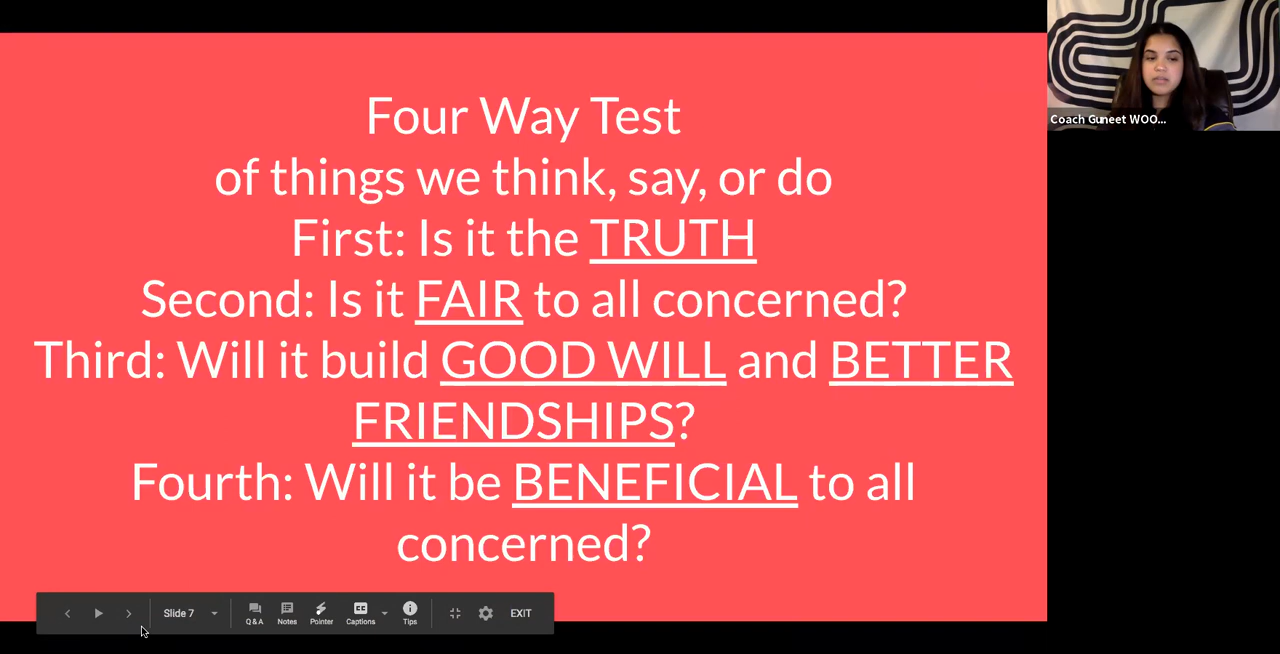 Four Way Test
of things we think, say, or do
First: Is it the TRUTH
Second: Is it FAIR to all concerned?
Third: Will it build GOOD WILL and BETTER
FRIENDSHIPS?
Fourth: Will it be BENEFICIAL to all
concerned?
Coach Guneet WOO...
Slide 7
Q & A
Notes
Pointer
CC
Captions
Tips
EXIT